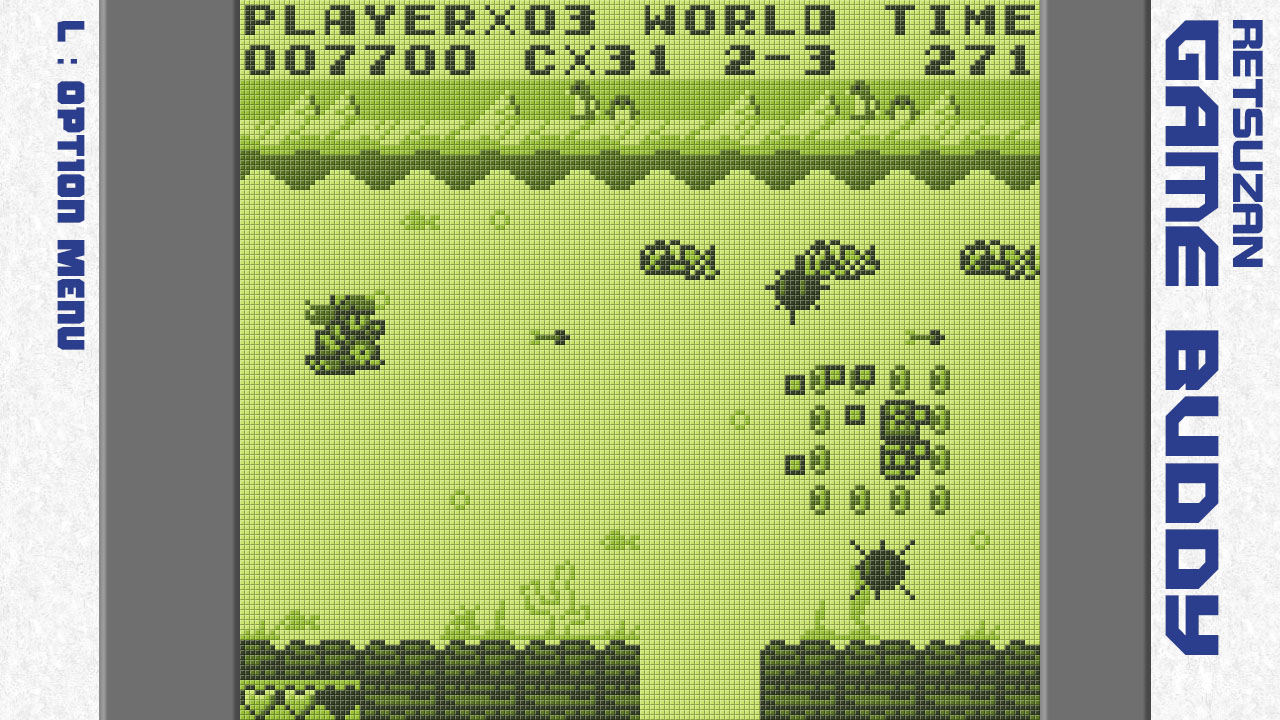 L : OPTION MENU
PLAYER×03 WORLD TIME
007700 C×31 2-3 271
RETSUZAN
GAME BUDDY